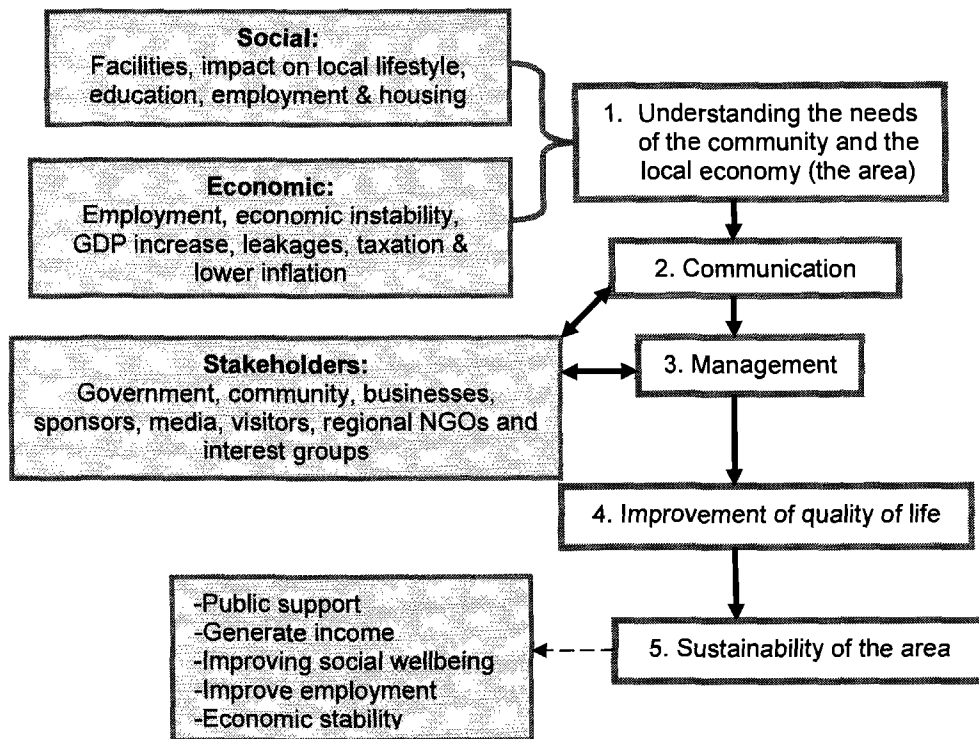 Social:
Facilities, impact on local lifestyle,
education, employment & housing
1. Understanding the needs
of the community and the
local economy (the area)
Economic:
Employment, economic instability,
GDP increase, leakages, taxation &
lower inflation
2. Communication
Stakeholders:
Government, community, businesses,
sponsors, media, visitors, regional NGOs and
interest groups
3. Management
4. Improvement of quality of life
-Public support
-Generate income
-Improving social wellbeing
-Improve employment
-Economic stability
5. Sustainability of the area